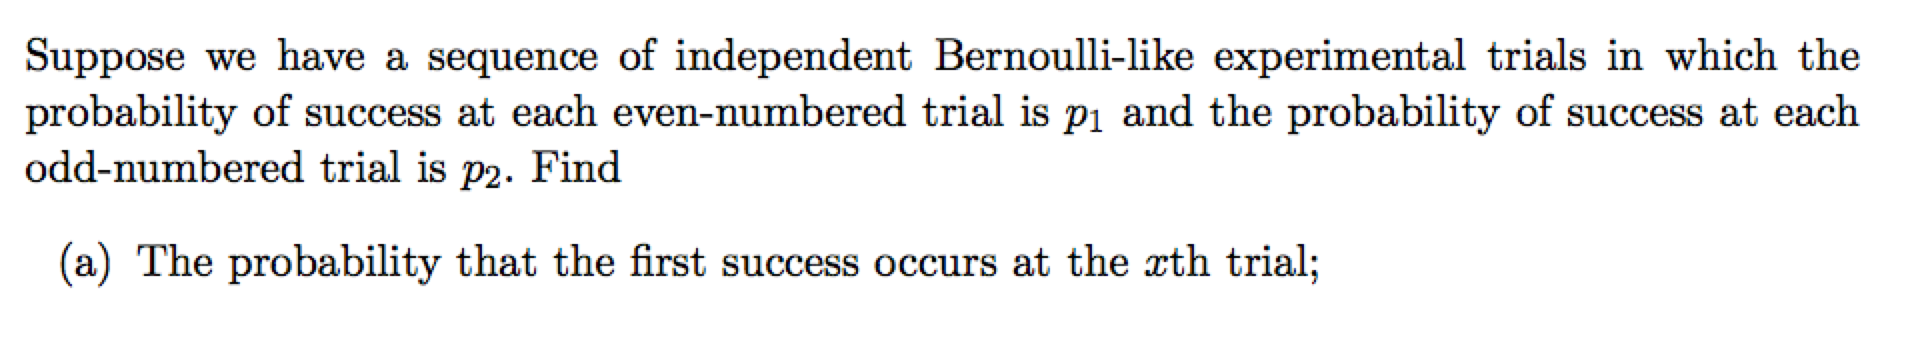 Suppose we have a sequence of independent Bernoulli-like experimental trials in which the
probability of success at each even-numbered trial is p₁ and the probability of success at each
odd-numbered trial is p₂. Find
(a) The probability that the first success occurs at the xth trial;